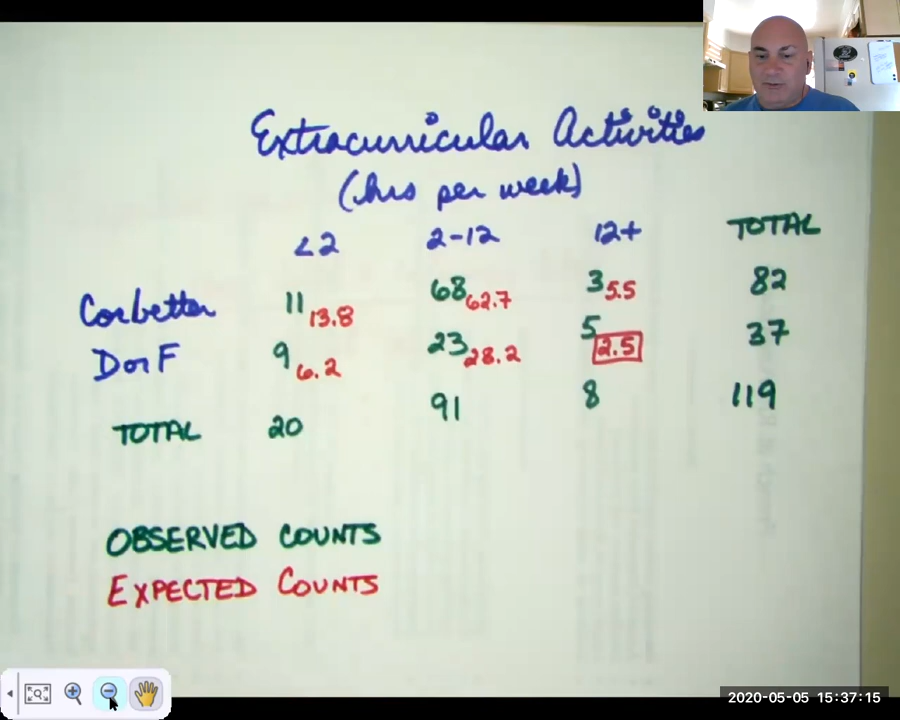 Extracurricular Activities
(hrs per week)
<2 2-12 12+ TOTAL
C or better 11 13.8 68 62.7 3 5.5 82
D or F 9 6.2 23 28.2 5 2.5 37
TOTAL 20 91 8 119
OBSERVED COUNTS
EXPECTED COUNTS
2020-05-05 15:37:15